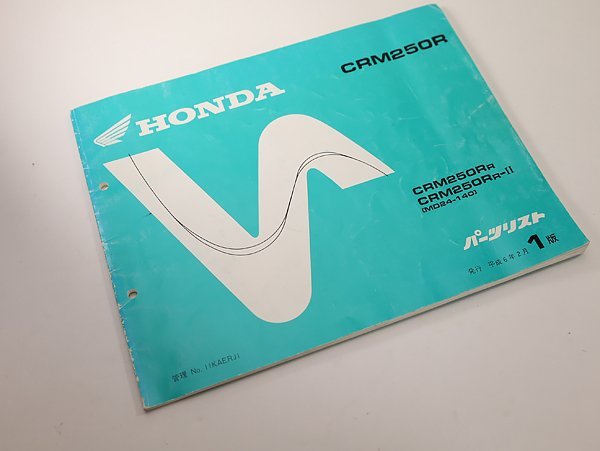 CRM250R
HONDA
CRM250RR
CRM250RR-II
(MD24-140)
パーツリスト
発行 平成6年2月 1版
管理 No. 11KAERJ1